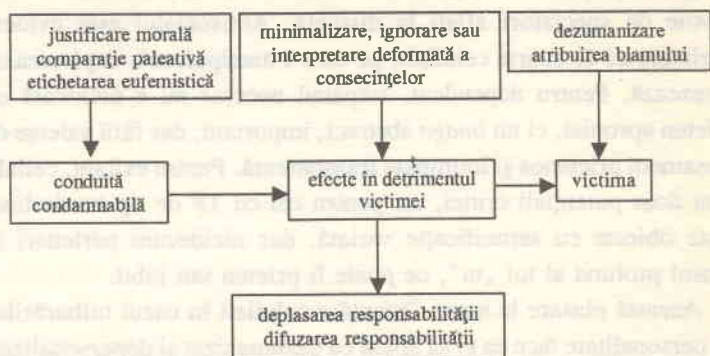 justificare morală
comparaţie paleativă
etichetarea eufemistică
minimalizare, ignorare sau
interpretare deformată a
consecinţelor
dezumanizare
atribuirea blamului
conduită
condamnabilă
efecte în detrimentul
victimei
victima
deplasarea responsabilităţii
difuzarea responsabilităţii